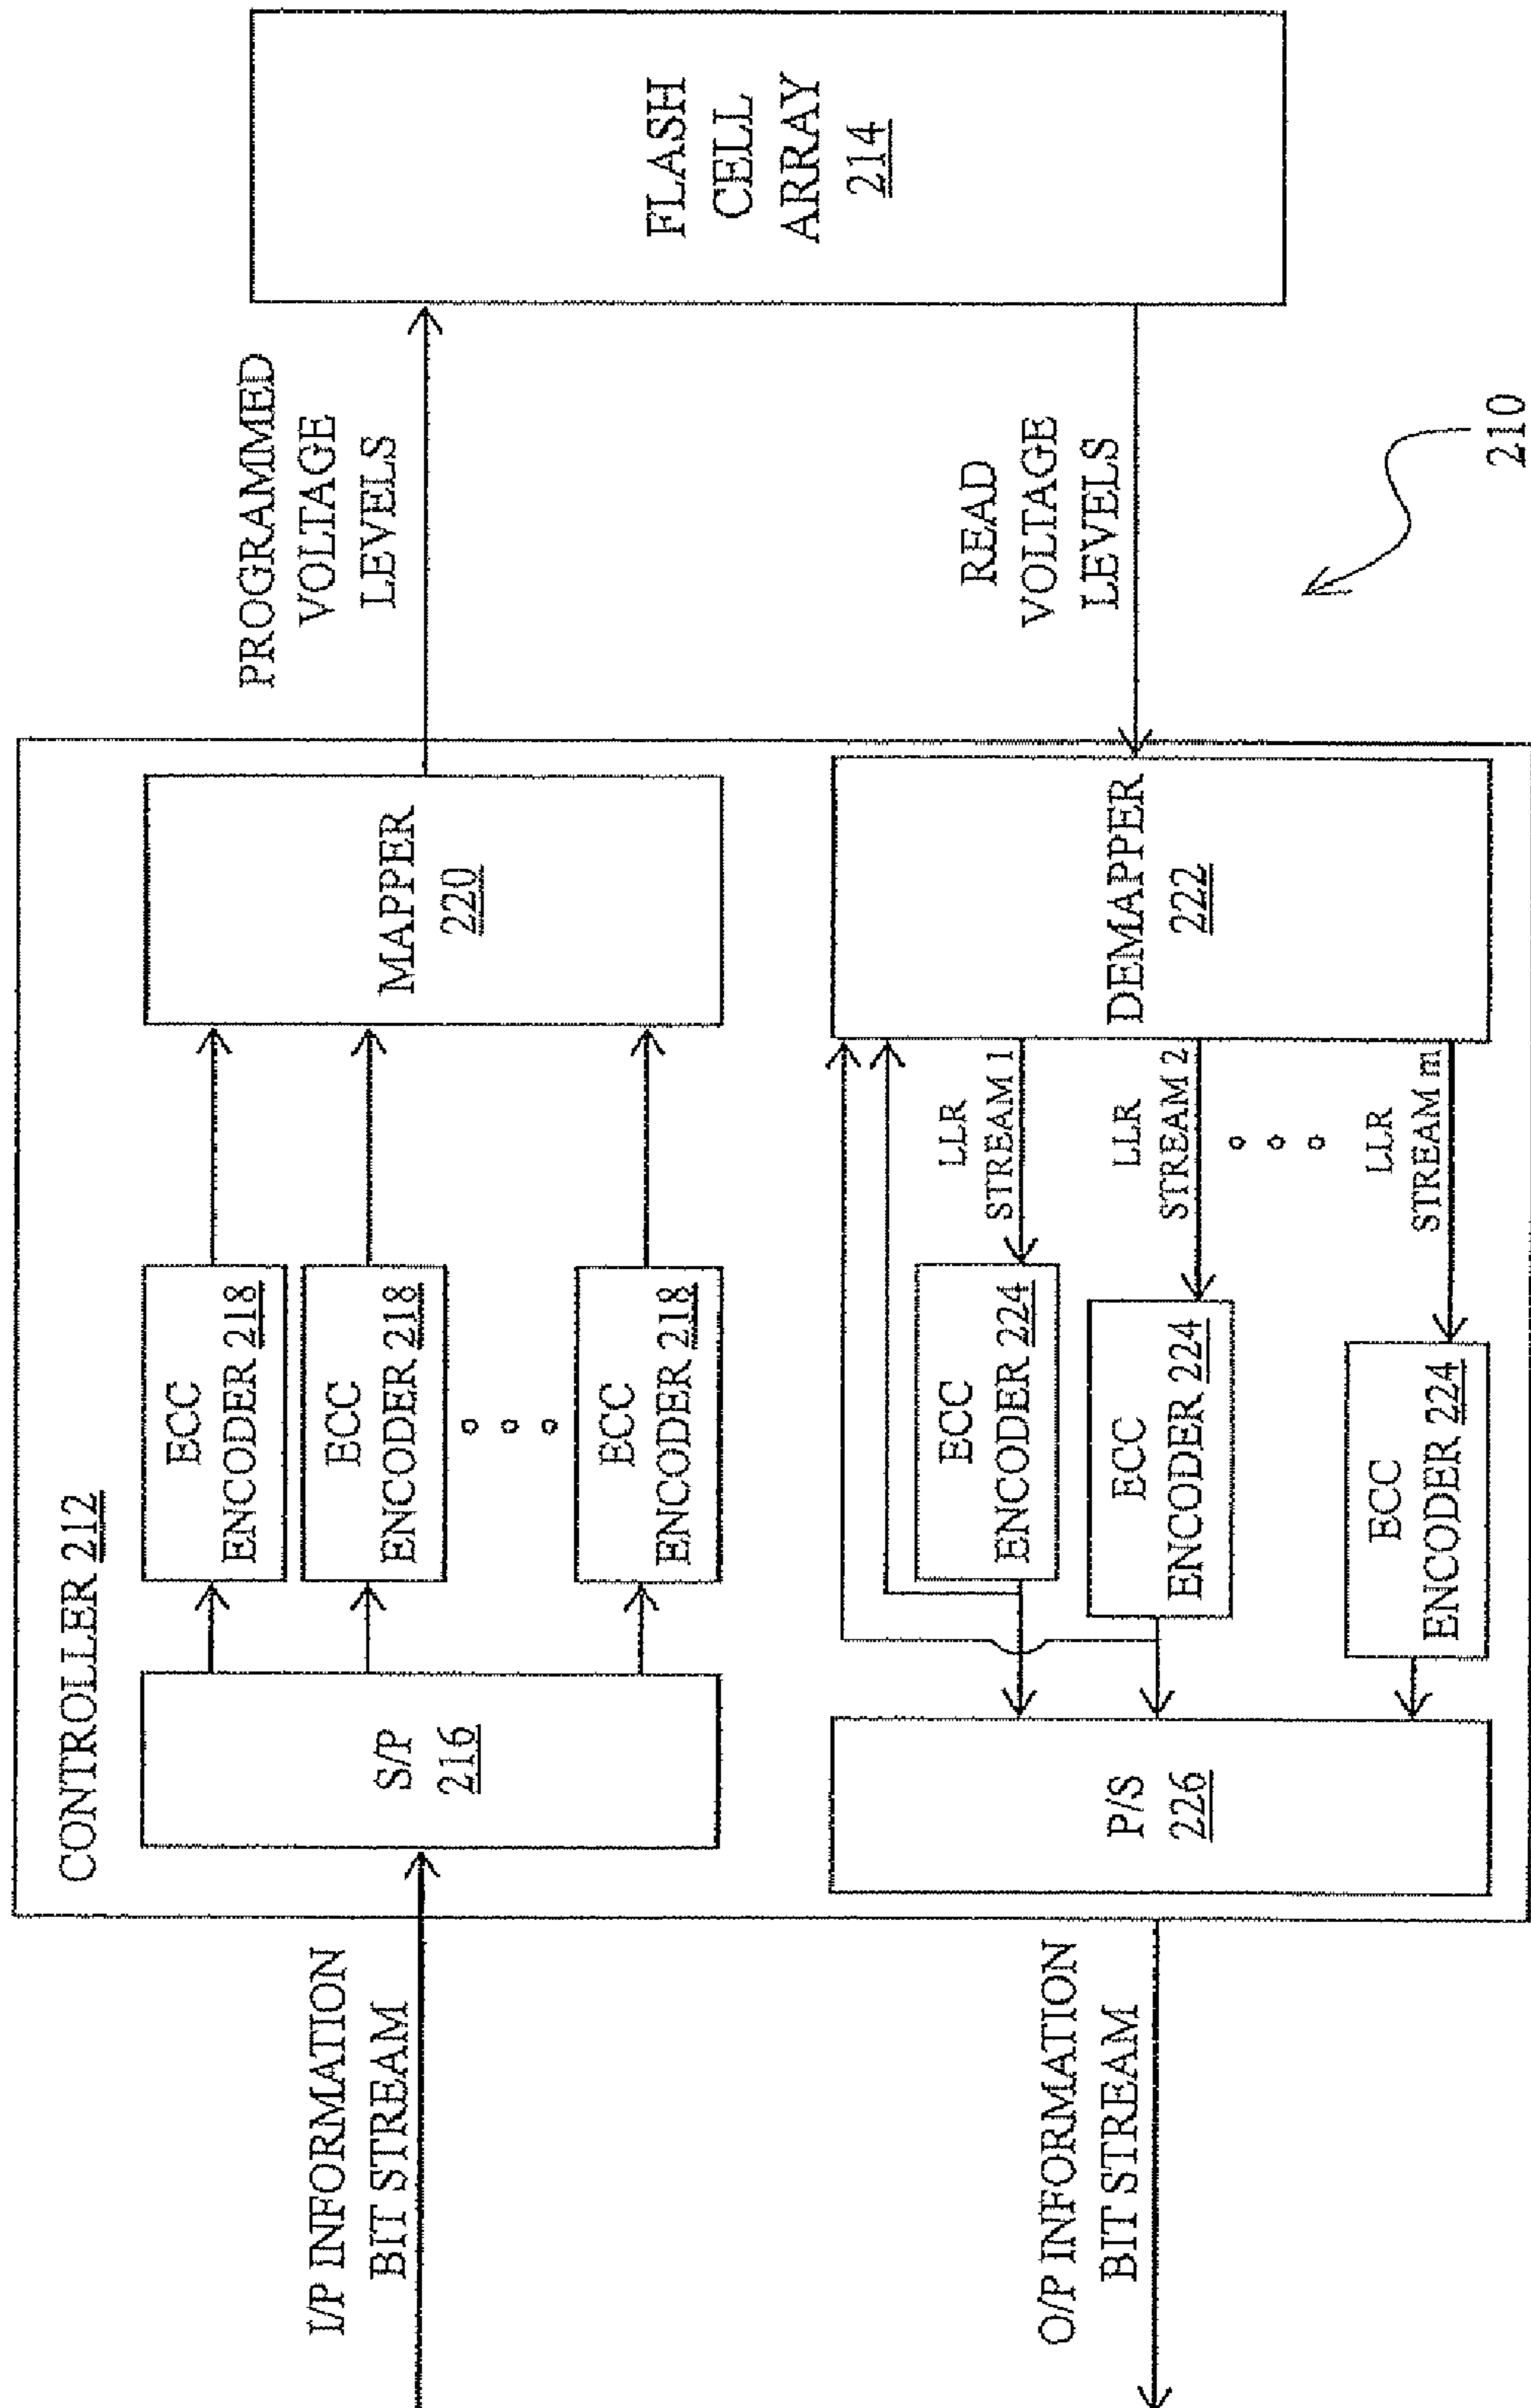 CONTROLLER 212
I/P INFORMATION
BIT STREAM
S/P
216
ECC
ENCODER 218
ECC
ENCODER 218
ECC
ENCODER 218
MAPPER
220
PROGRAMMED
VOLTAGE
LEVELS
FLASH
CELL
ARRAY
214
O/P INFORMATION
BIT STREAM
P/S
226
ECC
ENCODER 224
ECC
ENCODER 224
ECC
ENCODER 224
LLR
STREAM 1
LLR
STREAM 2
LLR
STREAM m
DEMAPPER
222
READ
VOLTAGE
LEVELS
210